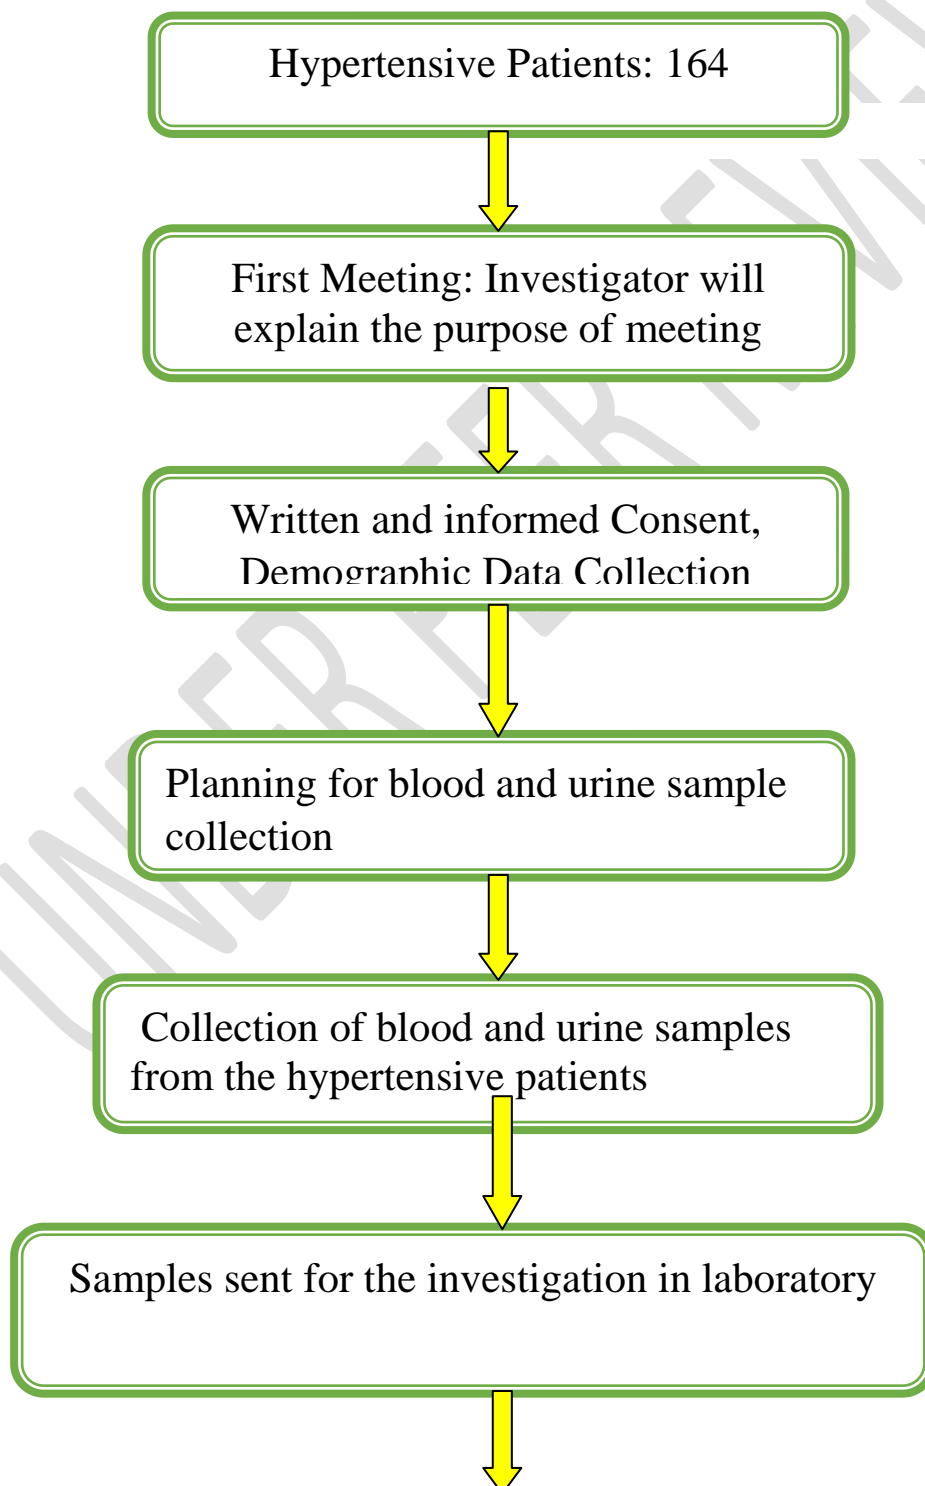 Hypertensive Patients: 164
First Meeting: Investigator will
explain the purpose of meeting
Written and informed Consent,
Demographic Data Collection
Planning for blood and urine sample
collection
Collection of blood and urine samples
from the hypertensive patients
Samples sent for the investigation in laboratory
UNDER PEER